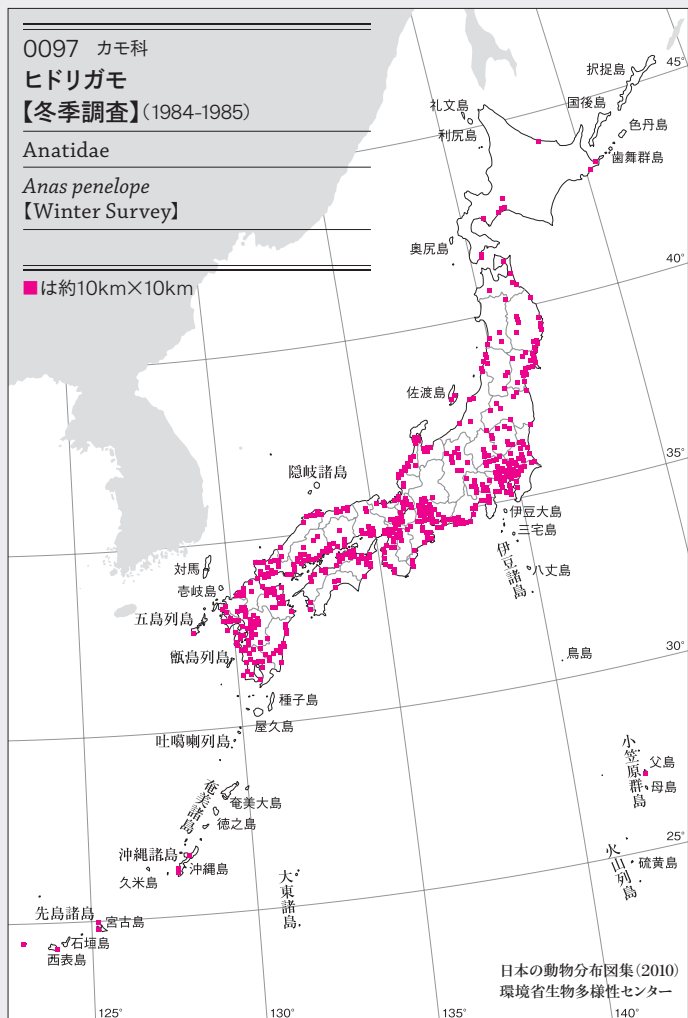 0097 カモ科
ヒドリガモ
【冬季調査】(1984-1985)
Anatidae
Anas penelope
【Winter Survey】
■は約10km×10km
択捉島
45°
礼文島
国後島
色丹島
利尻島
歯舞群島
奥尻島
40°
佐渡島
35°
隠岐諸島
伊豆大島
三宅島
伊豆諸島
八丈島
対馬
壱岐島
五島列島
甑島列島
鳥島
30°
種子島
屋久島
吐噶喇列島
小笠原群島
父島
母島
奄美諸島
奄美大島
徳之島
25°
沖縄諸島
沖縄島
久米島
大東諸島
火山列島
硫黄島
先島諸島
宮古島
石垣島
西表島
日本の動物分布図集(2010)
環境省生物多様性センター
125°
130°
135°
140°